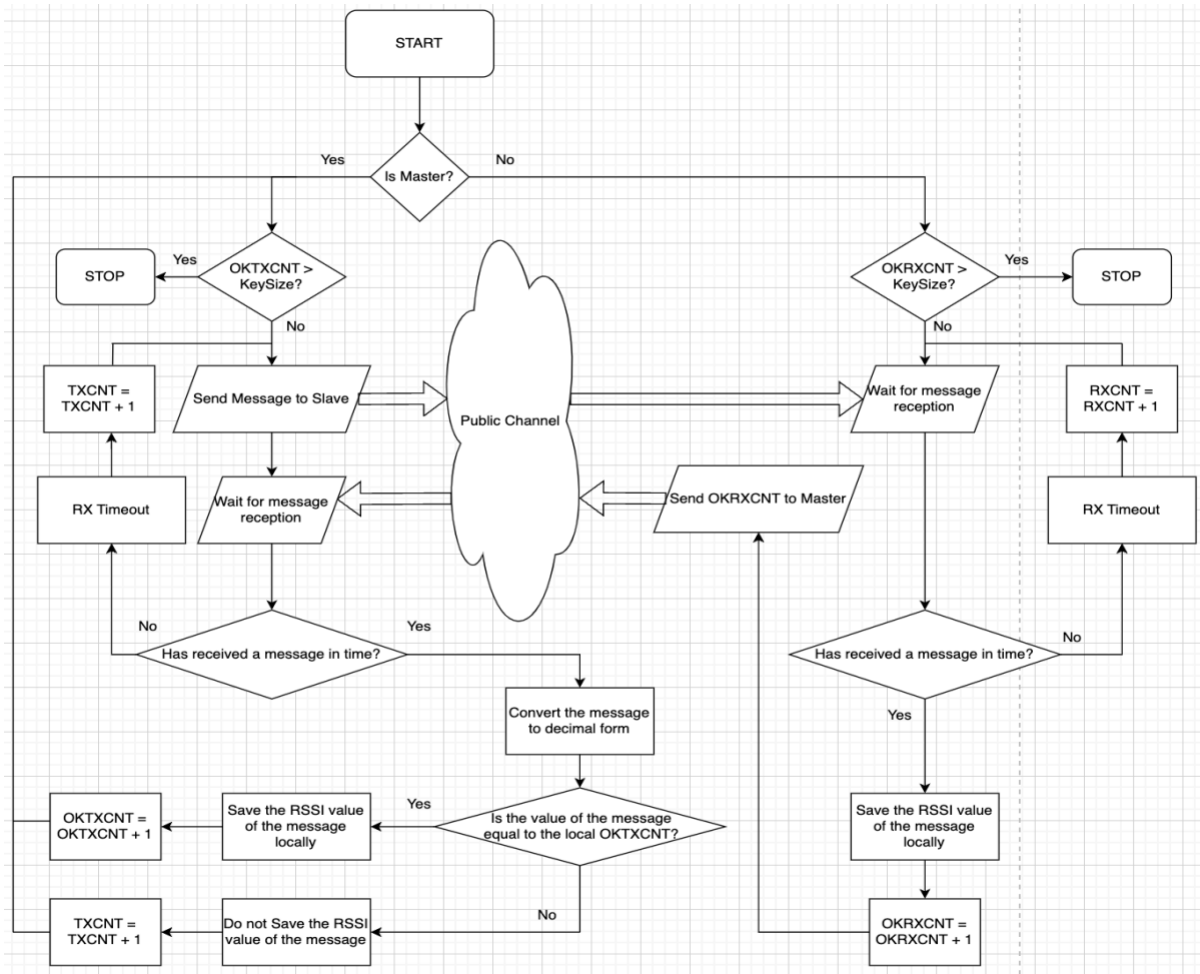 START
Is Master?
Yes
No
OKTXCNT >
KeySize?
Yes
STOP
No
OKRXCNT >
KeySize?
Yes
STOP
No
TXCNT =
TXCNT + 1
Send Message to Slave
Public Channel
Wait for message
reception
RXCNT =
RXCNT + 1
RX Timeout
Wait for message
reception
Send OKRXCNT to Master
RX Timeout
No
Has received a message in time?
Yes
Has received a message in time?
No
Yes
Convert the message
to decimal form
OKTXCNT =
OKTXCNT + 1
Save the RSSI value
of the message
locally
Yes
Is the value of the message
equal to the local OKTXCNT?
Save the RSSI value
of the message
locally
TXCNT =
TXCNT + 1
Do not Save the RSSI
value of the message
No
OKRXCNT =
OKRXCNT + 1